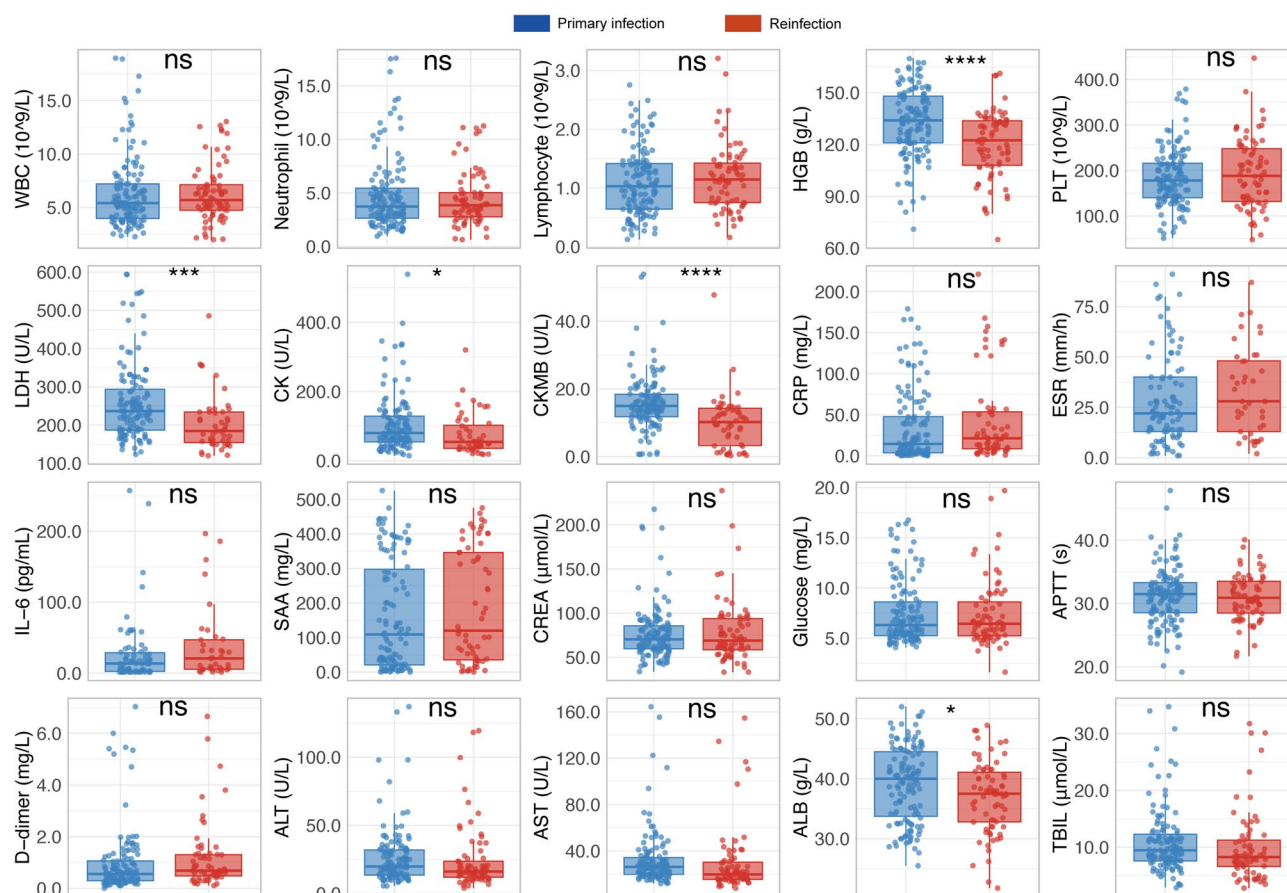 Primary infection
Reinfection
ns
WBC (10^9/L)
15.0
10.0
5.0
ns
Neutrophil (10^9/L)
15.0
10.0
5.0
0.0
ns
Lymphocyte (10^9/L)
3.0
2.0
1.0
0.0
****
HGB (g/L)
150.0
120.0
90.0
60.0
ns
PLT (10^9/L)
400.0
300.0
200.0
100.0
***
LDH (U/L)
600.0
500.0
400.0
300.0
200.0
100.0
*
CK (U/L)
400.0
200.0
0.0
****
CKMB (U/L)
40.0
20.0
0.0
ns
CRP (mg/L)
200.0
150.0
100.0
50.0
0.0
ns
ESR (mm/h)
75.0
50.0
25.0
0.0
ns
IL−6 (pg/mL)
200.0
100.0
0.0
ns
SAA (mg/L)
500.0
400.0
300.0
200.0
100.0
0.0
ns
CREA (μmol/L)
200.0
150.0
100.0
50.0
ns
Glucose (mg/L)
20.0
15.0
10.0
5.0
ns
APTT (s)
40.0
30.0
20.0
ns
D−dimer (mg/L)
6.0
4.0
2.0
0.0
ns
ALT (U/L)
100.0
50.0
0.0
ns
AST (U/L)
160.0
120.0
80.0
40.0
*
ALB (g/L)
50.0
40.0
30.0
ns
TBIL (μmol/L)
30.0
20.0
10.0